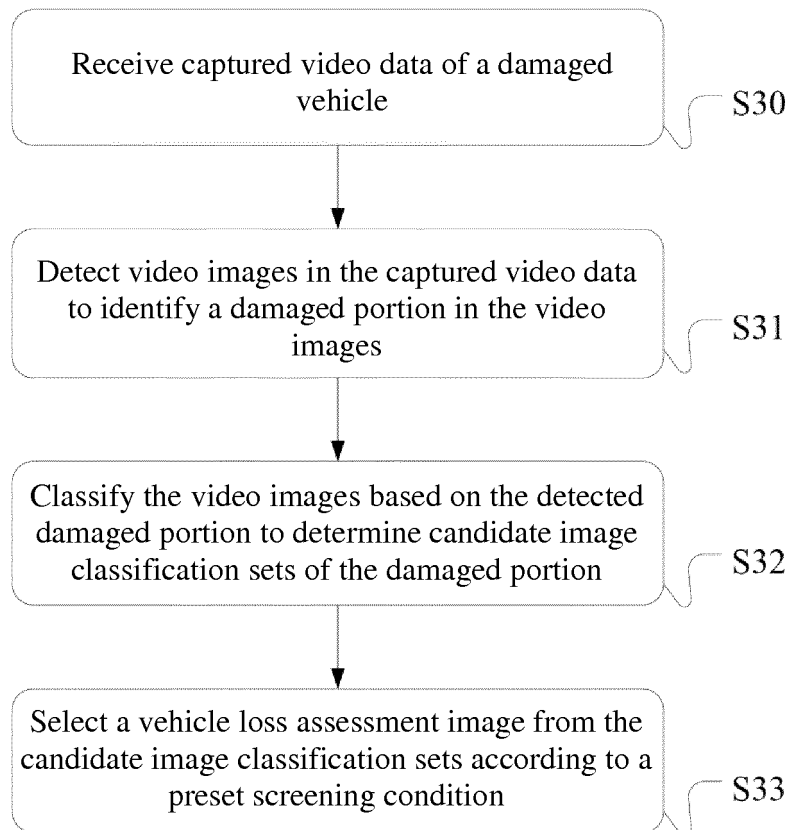 Receive captured video data of a damaged
vehicle
S30
Detect video images in the captured video data
to identify a damaged portion in the video
images
S31
Classify the video images based on the detected
damaged portion to determine candidate image
classification sets of the damaged portion
S32
Select a vehicle loss assessment image from the
candidate image classification sets according to a
preset screening condition
S33